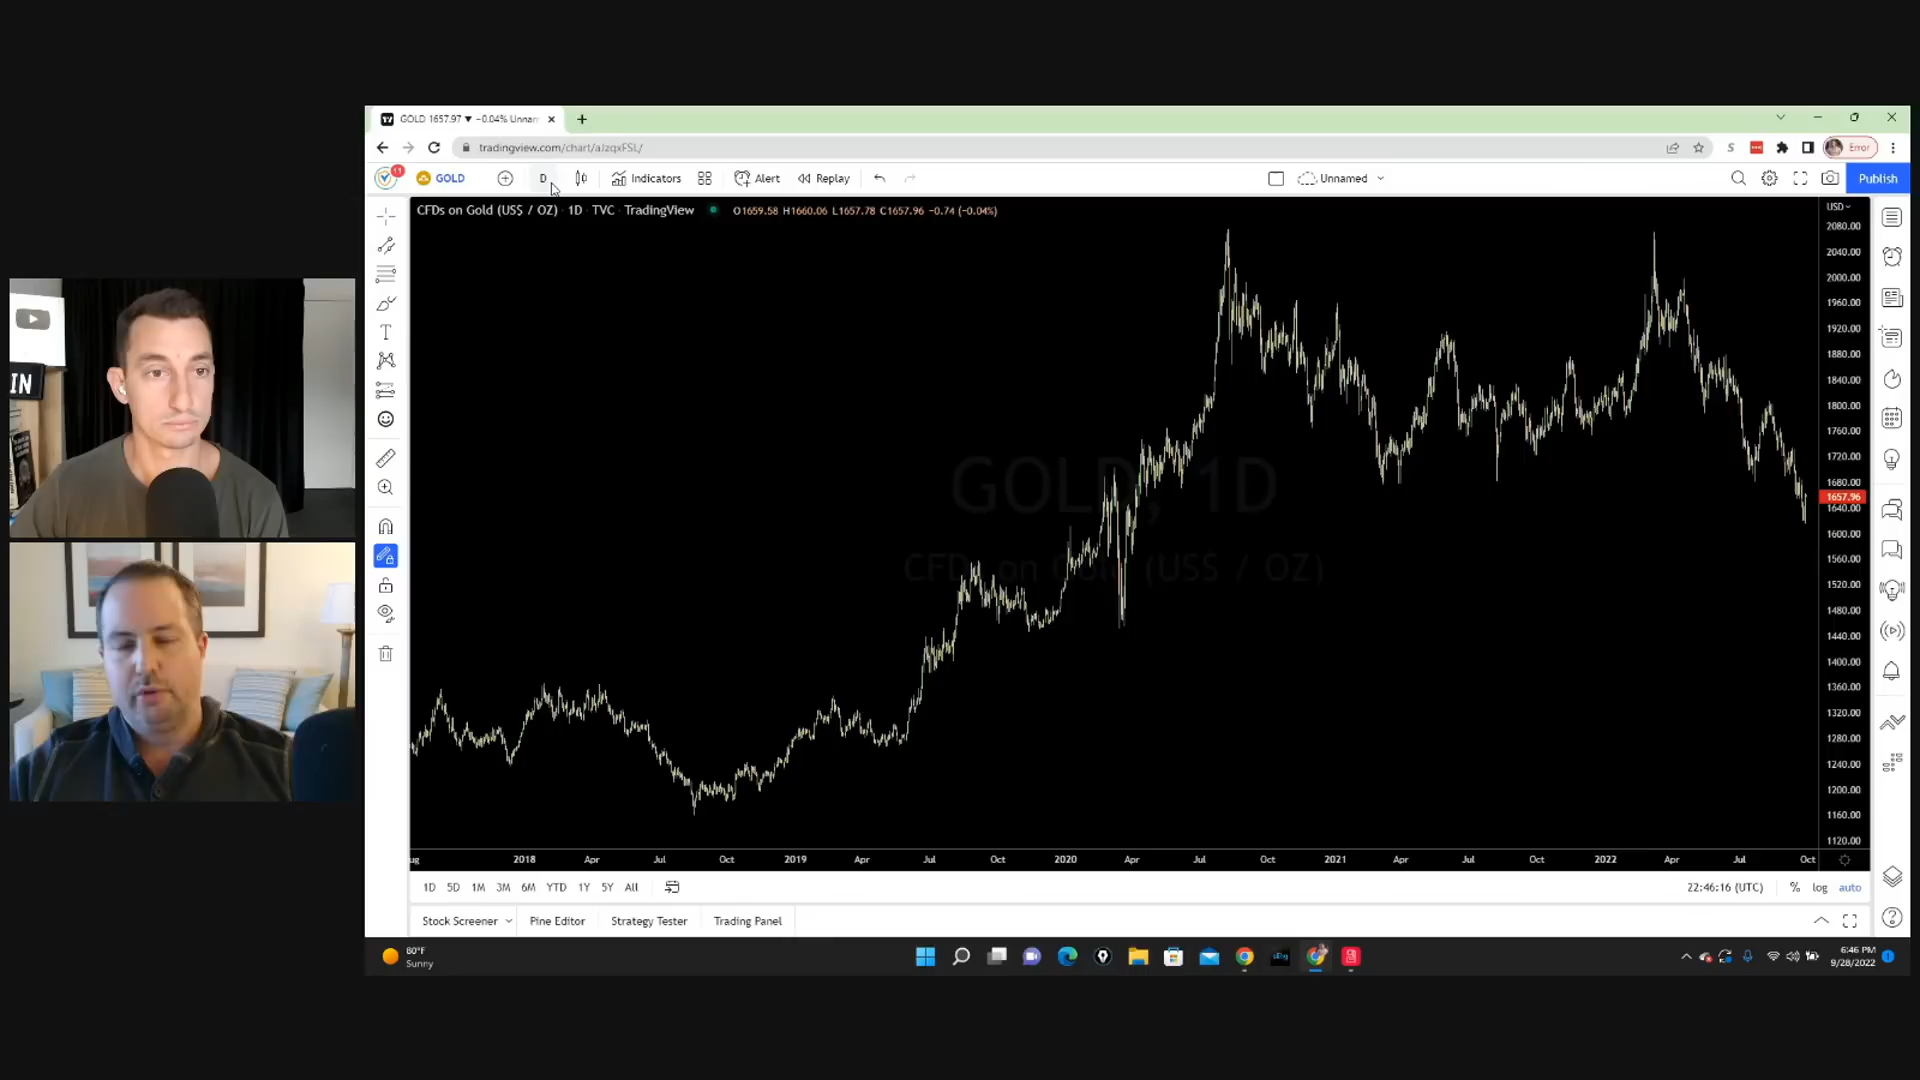 GOLD 1657.97 ▼ −0.04% Unnam
tradingview.com/chart/aJzqxFSL/
Error
11
GOLD
D
Indicators
Alert
Replay
Unnamed
Publish
CFDs on Gold (US$ / OZ) · 1D · TVC · TradingView
O1659.58 H1660.06 L1657.78 C1657.96 −0.74 (−0.04%)
USD
2080.00
2040.00
2000.00
1960.00
1920.00
1880.00
1840.00
1800.00
1760.00
1720.00
1680.00
1657.96
1640.00
1600.00
1560.00
1520.00
1480.00
1440.00
1400.00
1360.00
1320.00
1280.00
1240.00
1200.00
1160.00
1120.00
GOLD, 1D
CFDs on Gold (US$ / OZ)
IN
ug 2018 Apr Jul Oct 2019 Apr Jul Oct 2020 Apr Jul Oct 2021 Apr Jul Oct 2022 Apr Jul Oct
1D 5D 1M 3M 6M YTD 1Y 5Y All
22:46:16 (UTC) % log auto
Stock Screener Pine Editor Strategy Tester Trading Panel
80°F
Sunny
6:46 PM
9/28/2022